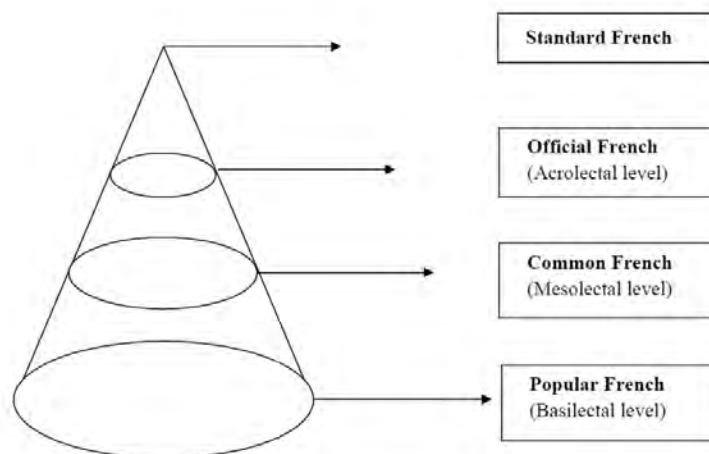 Standard French
Official French
(Acrolectal level)
Common French
(Mesolectal level)
Popular French
(Basilectal level)